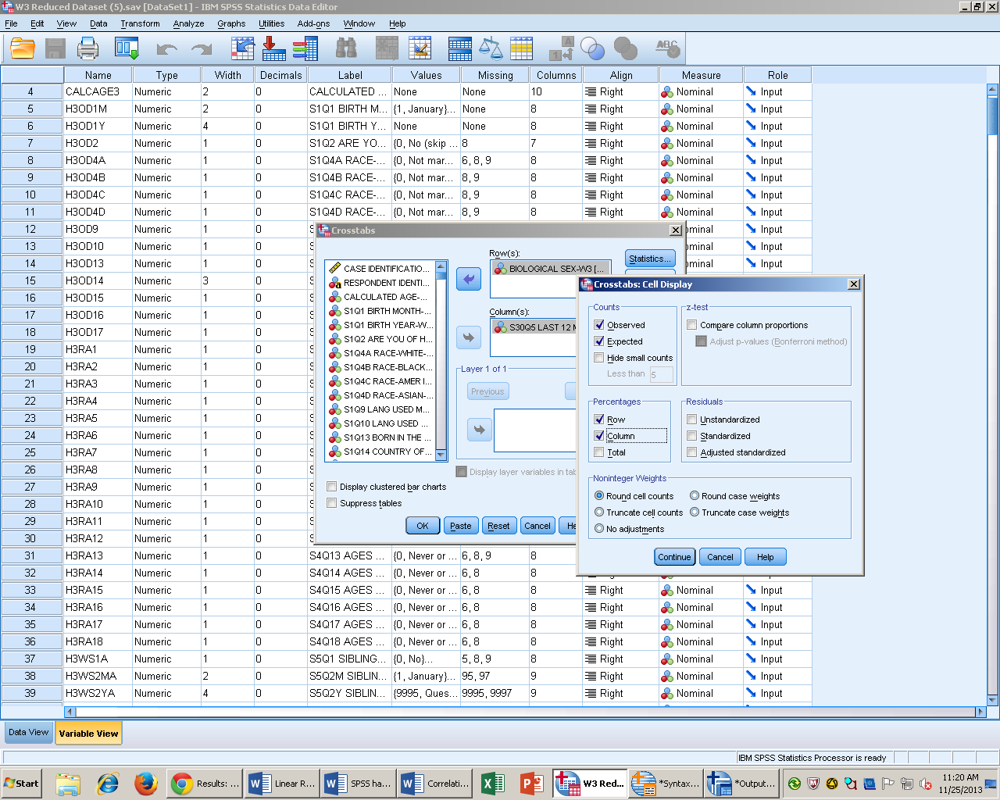 W3 Reduced Dataset (5).sav [DataSet1] - IBM SPSS Statistics Data Editor
File Edit View Data Transform Analyze Graphs Utilities Add-ons Window Help
Name Type Width Decimals Label Values Missing Columns Align Measure Role
4 CALCAGE3 Numeric 2 0 CALCULATED ... None None 10 Right Nominal Input
5 H3OD1M Numeric 2 0 S1Q1 BIRTH M... {1, January}... None 8 Right Nominal Input
6 H3OD1Y Numeric 4 0 S1Q1 BIRTH Y... None None 8 Right Nominal Input
7 H3OD2 Numeric 1 0 S1Q2 ARE YO... {0, No (skip ... 8 7 Right Nominal Input
8 H3OD4A Numeric 1 0 S1Q4A RACE-... {0, Not mar... 6, 8, 9 8 Right Nominal Input
9 H3OD4B Numeric 1 0 S1Q4B RACE-... {0, Not mar... 8, 9 8 Right Nominal Input
10 H3OD4C Numeric 1 0 S1Q4C RACE-... {0, Not mar... 8, 9 8 Right Nominal Input
11 H3OD4D Numeric 1 0 S1Q4D RACE-... {0, Not mar... 8, 9 8 Right Nominal Input
12 H3OD9 Numeric 1 0 Nominal Input
13 H3OD10 Numeric 1 0 Nominal Input
14 H3OD13 Numeric 1 0 Nominal Input
15 H3OD14 Numeric 3 0
16 H3OD15 Numeric 1 0
17 H3OD16 Numeric 1 0
18 H3OD17 Numeric 1 0
19 H3RA1 Numeric 1 0
20 H3RA2 Numeric 1 0
21 H3RA3 Numeric 1 0
22 H3RA4 Numeric 1 0
23 H3RA5 Numeric 1 0
24 H3RA6 Numeric 1 0
25 H3RA7 Numeric 1 0
26 H3RA8 Numeric 1 0
27 H3RA9 Numeric 1 0
28 H3RA10 Numeric 1 0
29 H3RA11 Numeric 1 0
30 H3RA12 Numeric 1 0
31 H3RA13 Numeric 1 0 S4Q13 AGES ... {0, Never or ... 6, 8, 9 8
32 H3RA14 Numeric 1 0 S4Q14 AGES ... {0, Never or ... 6, 8 8
33 H3RA15 Numeric 1 0 S4Q15 AGES ... {0, Never or ... 6, 8 8 Right Nominal Input
34 H3RA16 Numeric 1 0 S4Q16 AGES ... {0, Never or ... 6, 8 8 Right Nominal Input
35 H3RA17 Numeric 1 0 S4Q17 AGES ... {0, Never or ... 6, 8 8 Right Nominal Input
36 H3RA18 Numeric 1 0 S4Q18 AGES ... {0, Never or ... 6, 8 8 Right Nominal Input
37 H3WS1A Numeric 1 0 S5Q1 SIBLING... {0, No}... 5, 8, 9 8 Right Nominal Input
38 H3WS2MA Numeric 2 0 S5Q2M SIBLIN... {1, January}... 95, 97 9 Right Nominal Input
39 H3WS2YA Numeric 4 0 S5Q2Y SIBLIN... {9995, Ques... 9995, 9997 9 Right Nominal Input
Crosstabs
CASE IDENTIFICATIO...
RESPONDENT IDENTI...
CALCULATED AGE-...
S1Q1 BIRTH MONTH-...
S1Q1 BIRTH YEAR-W...
S1Q2 ARE YOU OF H...
S1Q4A RACE-WHITE-...
S1Q4B RACE-BLACK...
S1Q4C RACE-AMER I...
S1Q4D RACE-ASIAN-...
S1Q9 LANG USED M...
S1Q10 LANG USED ...
S1Q13 BORN IN THE ...
S1Q14 COUNTRY OF...
Row(s):
BIOLOGICAL SEX-W3 [...
Statistics...
Column(s):
S30Q5 LAST 12 M
Layer 1 of 1
Previous
Display layer variables in tab
Display clustered bar charts
Suppress tables
OK Paste Reset Cancel He
Crosstabs: Cell Display
Counts
Observed
Expected
Hide small counts
Less than 5
z-test
Compare column proportions
Adjust p-values (Bonferroni method)
Percentages
Row
Column
Total
Residuals
Unstandardized
Standardized
Adjusted standardized
Noninteger Weights
Round cell counts Round case weights
Truncate cell counts Truncate case weights
No adjustments
Continue Cancel Help
Data View Variable View
IBM SPSS Statistics Processor is ready
Start Results: ... Linear R... SPSS ha... Correlati... W3 Red... *Syntax... *Output... 11:20 AM
11/25/2013